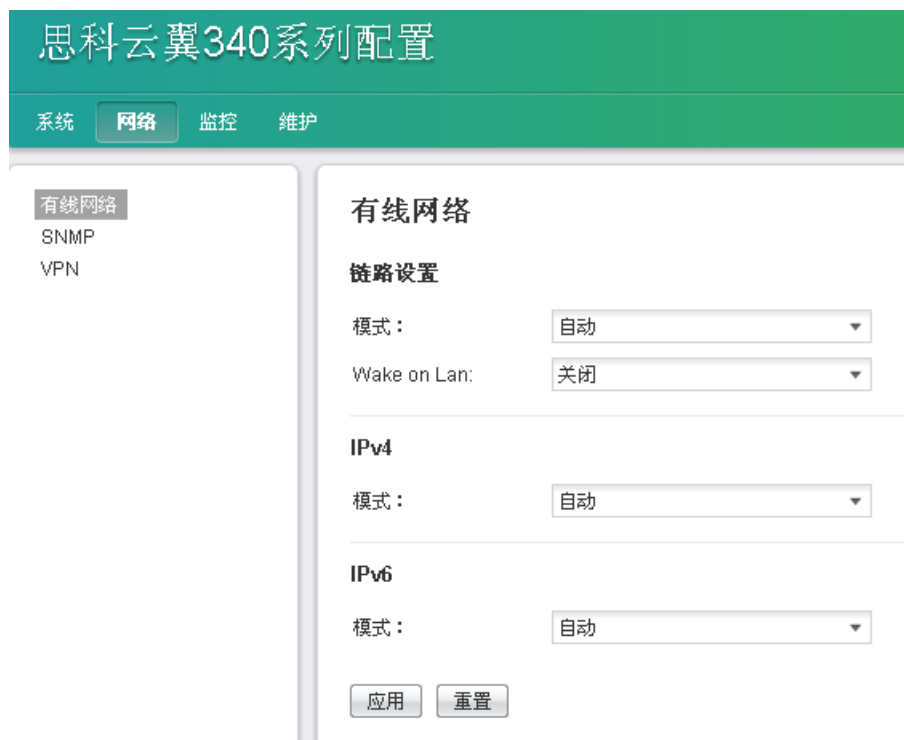 思科云翼340系列配置
系统 网络 监控 维护
有线网络
SNMP
VPN
有线网络
链路设置
模式： 自动
Wake on Lan: 关闭
IPv4
模式： 自动
IPv6
模式： 自动
应用 重置